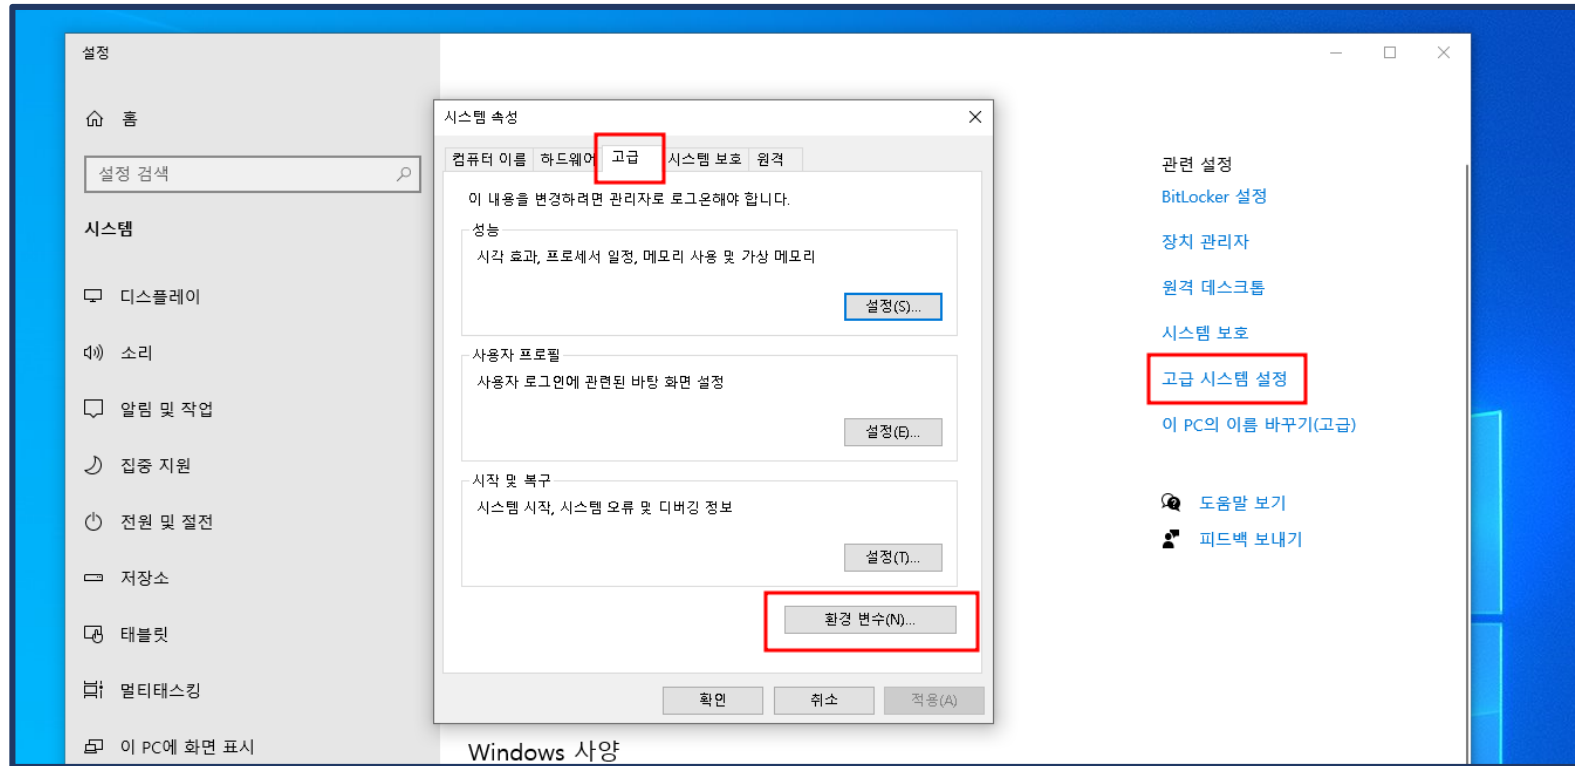 설정
홈
설정 검색
시스템
디스플레이
소리
알림 및 작업
집중 지원
전원 및 절전
저장소
태블릿
멀티태스킹
이 PC에 화면 표시
시스템 속성
컴퓨터 이름 하드웨어 고급 시스템 보호 원격
이 내용을 변경하려면 관리자로 로그온해야 합니다.
성능
시각 효과, 프로세서 일정, 메모리 사용 및 가상 메모리
설정(S)...
사용자 프로필
사용자 로그인에 관련된 바탕 화면 설정
설정(E)...
시작 및 복구
시스템 시작, 시스템 오류 및 디버깅 정보
설정(T)...
환경 변수(N)...
확인 취소 적용(A)
Windows 사양
관련 설정
BitLocker 설정
장치 관리자
원격 데스크톱
시스템 보호
고급 시스템 설정
이 PC의 이름 바꾸기(고급)
도움말 보기
피드백 보내기